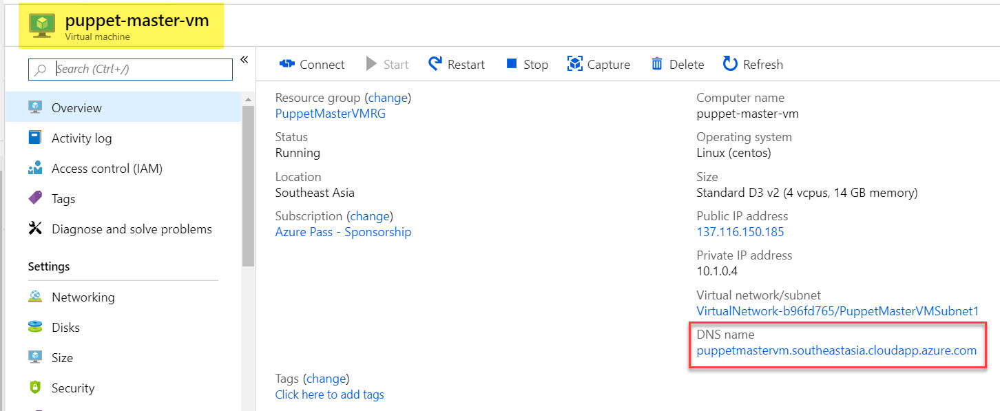 puppet-master-vm
Virtual machine
Search (Ctrl+/)
«
Overview
Activity log
Access control (IAM)
Tags
Diagnose and solve problems
Settings
Networking
Disks
Size
Security
Connect
Start
Restart
Stop
Capture
Delete
Refresh
Resource group (change)
PuppetMasterVMRG
Status
Running
Location
Southeast Asia
Subscription (change)
Azure Pass - Sponsorship
Computer name
puppet-master-vm
Operating system
Linux (centos)
Size
Standard D3 v2 (4 vcpus, 14 GB memory)
Public IP address
137.116.150.185
Private IP address
10.1.0.4
Virtual network/subnet
VirtualNetwork-b96fd765/PuppetMasterVMSubnet1
DNS name
puppetmastervm.southeastasia.cloudapp.azure.com
Tags (change)
Click here to add tags